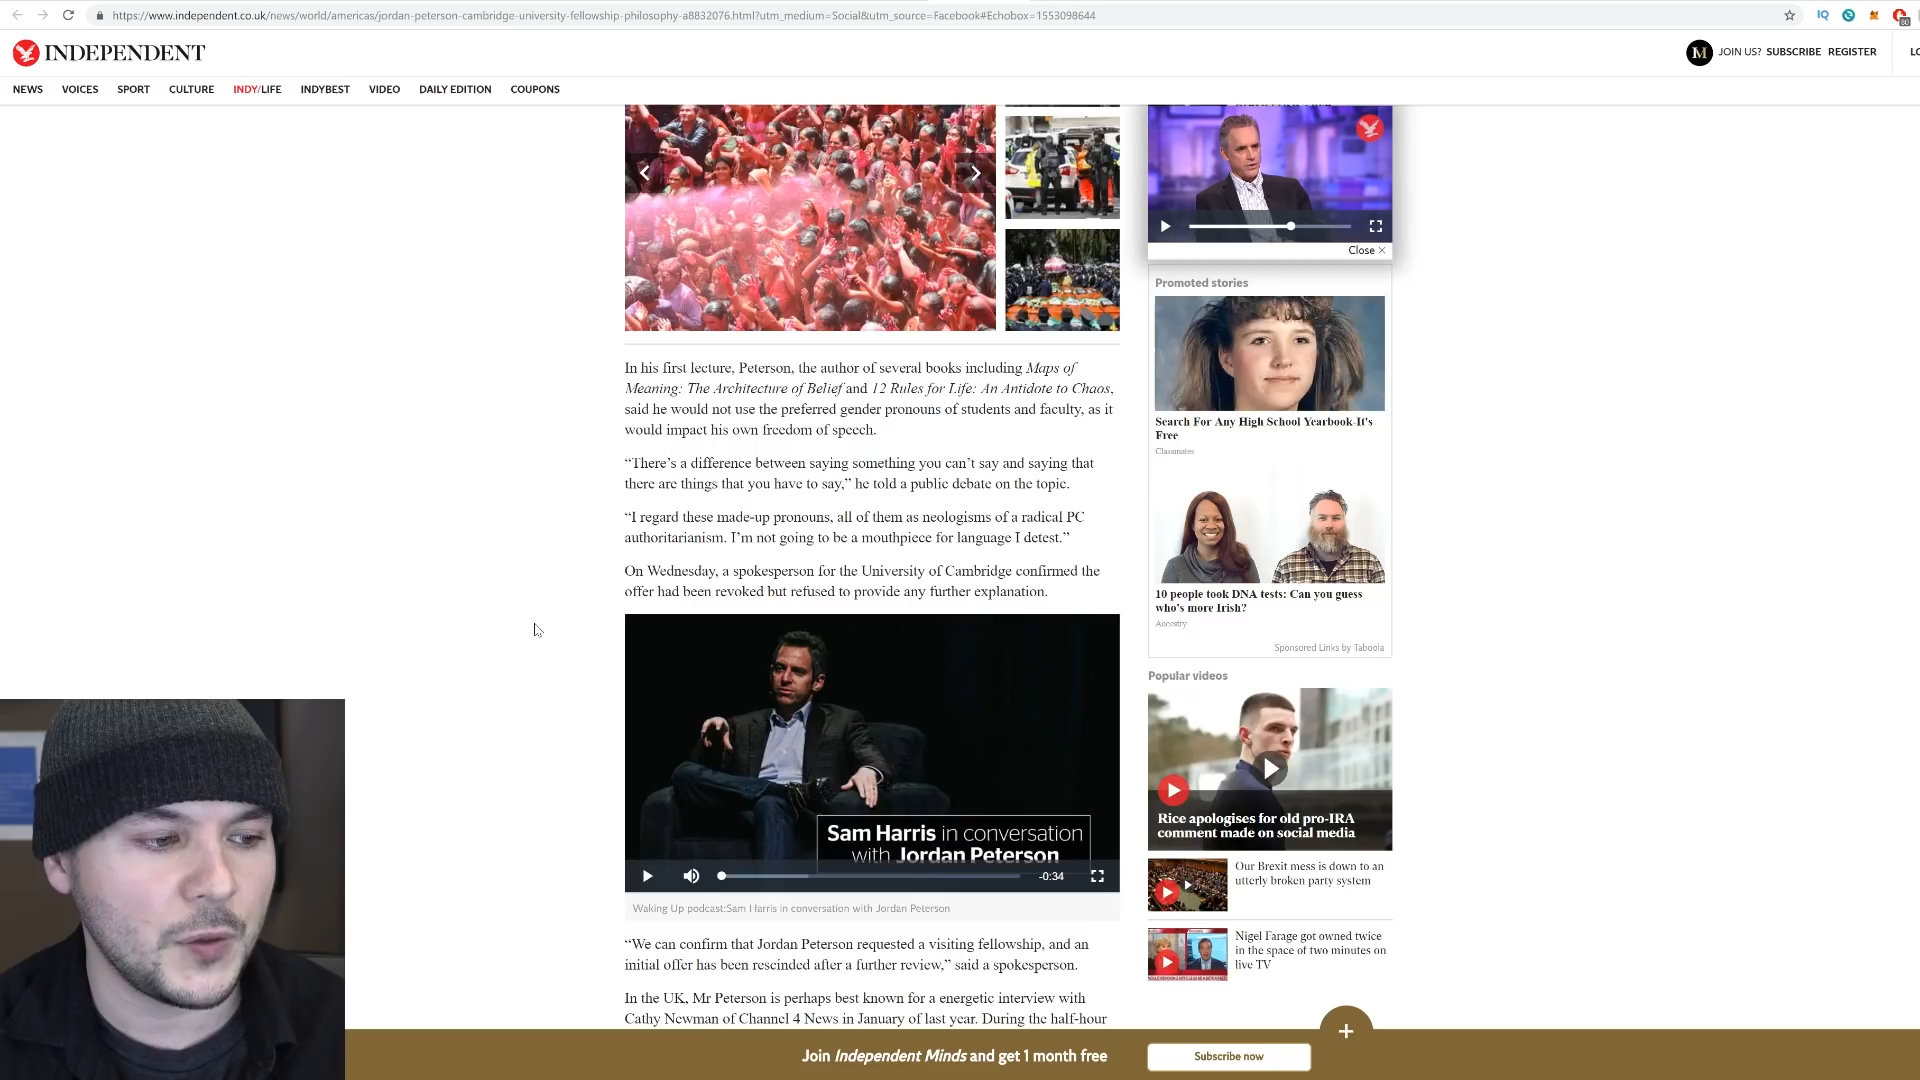 https://www.independent.co.uk/news/world/americas/jordan-peterson-cambridge-university-fellowship-philosophy-a8832076.html?utm_medium=Social&utm_source=Facebook#Echobox=1553098644
IQ
80
INDEPENDENT
M JOIN US? SUBSCRIBE REGISTER
NEWS VOICES SPORT CULTURE INDY/LIFE INDYBEST VIDEO DAILY EDITION COUPONS
Close ×
In his first lecture, Peterson, the author of several books including Maps of
Meaning: The Architecture of Belief and 12 Rules for Life: An Antidote to Chaos,
said he would not use the preferred gender pronouns of students and faculty, as it
would impact his own freedom of speech.
“There’s a difference between saying something you can’t say and saying that
there are things that you have to say,” he told a public debate on the topic.
“I regard these made-up pronouns, all of them as neologisms of a radical PC
authoritarianism. I’m not going to be a mouthpiece for language I detest.”
On Wednesday, a spokesperson for the University of Cambridge confirmed the
offer had been revoked but refused to provide any further explanation.
Sam Harris in conversation
with Jordan Peterson
-0:34
Waking Up podcast:Sam Harris in conversation with Jordan Peterson
“We can confirm that Jordan Peterson requested a visiting fellowship, and an
initial offer has been rescinded after a further review,” said a spokesperson.
In the UK, Mr Peterson is perhaps best known for a energetic interview with
Cathy Newman of Channel 4 News in January of last year. During the half-hour
Promoted stories
Search For Any High School Yearbook-It's
Free
Classmates
10 people took DNA tests: Can you guess
who's more Irish?
Ancestry
Sponsored Links by Taboola
Popular videos
Rice apologises for old pro-IRA
comment made on social media
Our Brexit mess is down to an
utterly broken party system
Nigel Farage got owned twice
in the space of two minutes on
live TV
+
Join Independent Minds and get 1 month free
Subscribe now